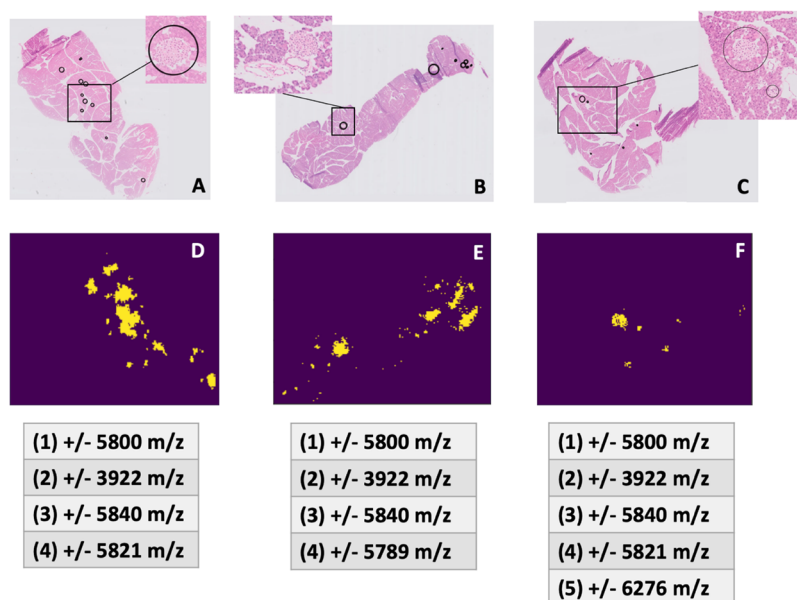 A
B
C
D
E
F
(1) +/- 5800 m/z
(2) +/- 3922 m/z
(3) +/- 5840 m/z
(4) +/- 5821 m/z
(1) +/- 5800 m/z
(2) +/- 3922 m/z
(3) +/- 5840 m/z
(4) +/- 5789 m/z
(1) +/- 5800 m/z
(2) +/- 3922 m/z
(3) +/- 5840 m/z
(4) +/- 5821 m/z
(5) +/- 6276 m/z